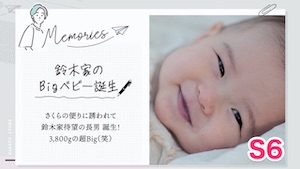 Memories
鈴木家の
Bigベビー誕生
さくらの便りに誘われて
鈴木家待望の長男 誕生!
3,800gの超Big(笑)
S6